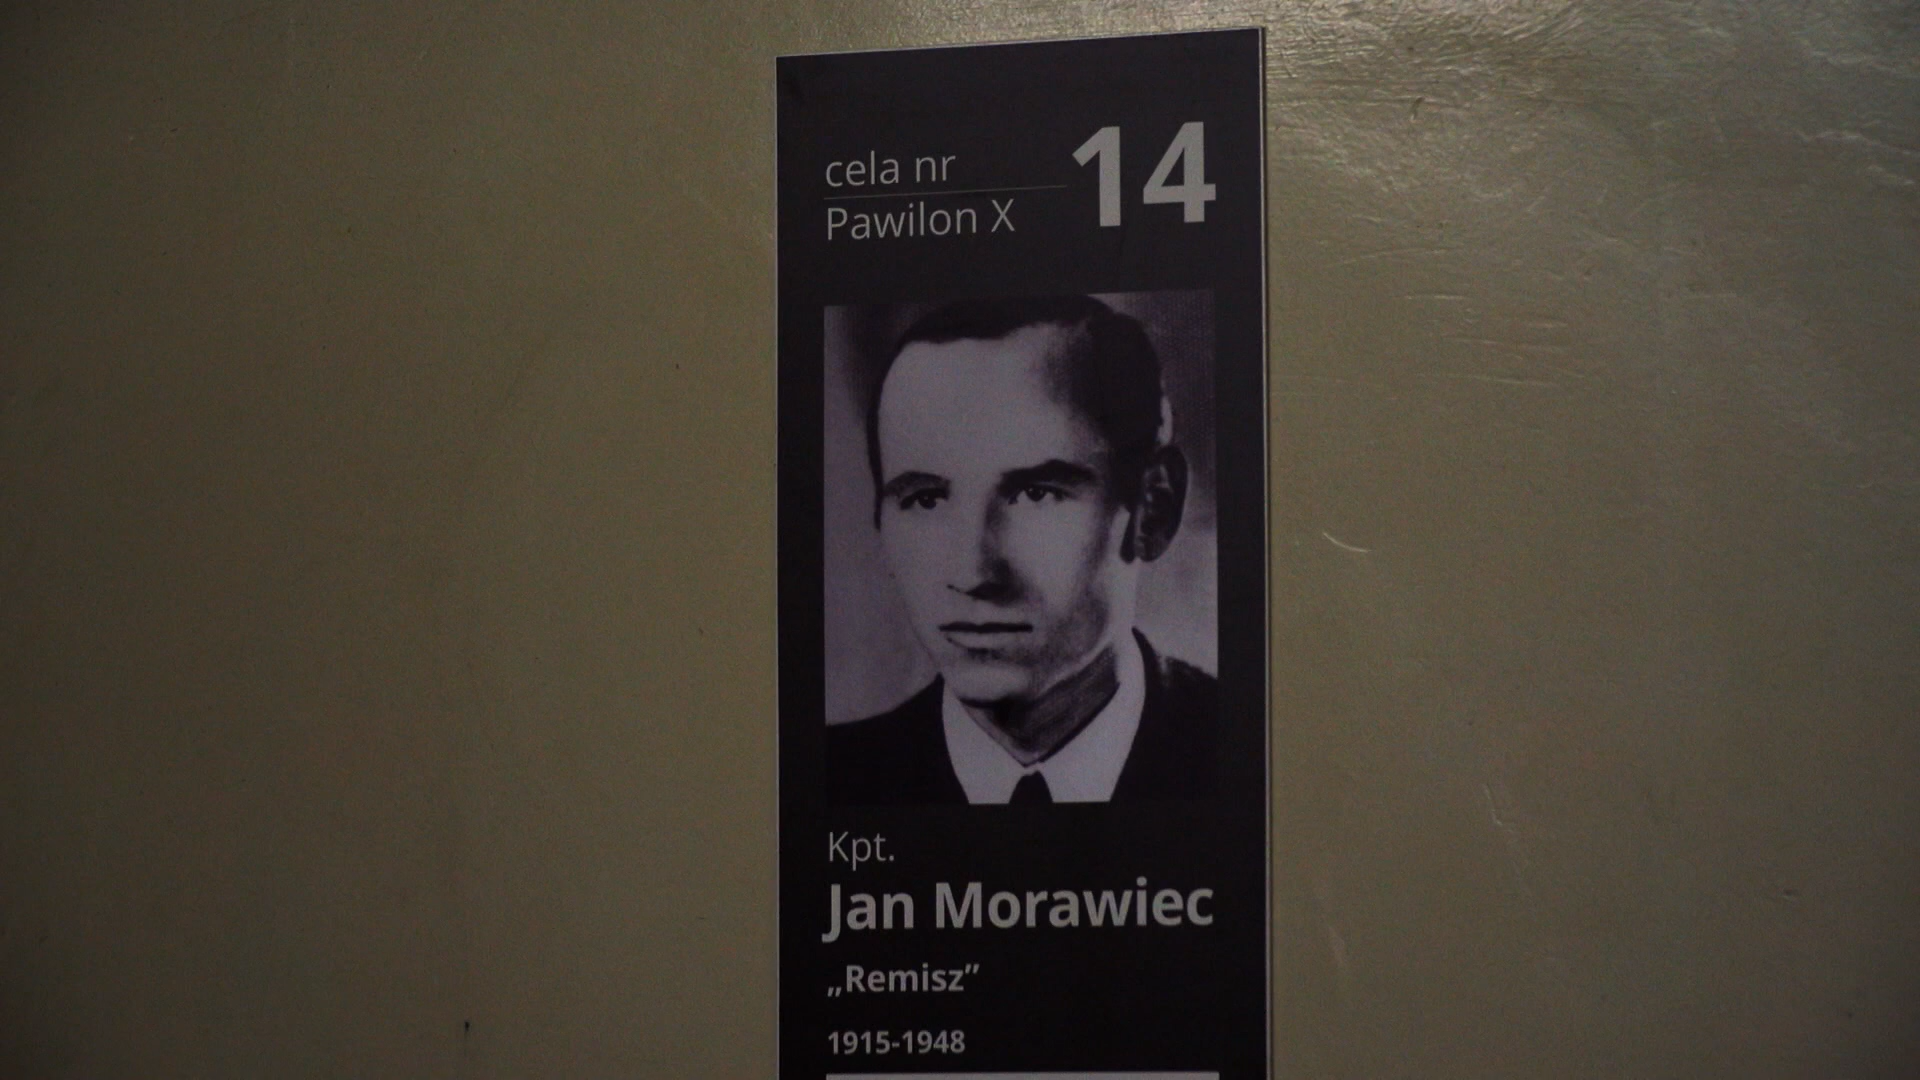 cela nr 14
Pawilon X
Kpt.
Jan Morawiec
„Remisz”
1915-1948